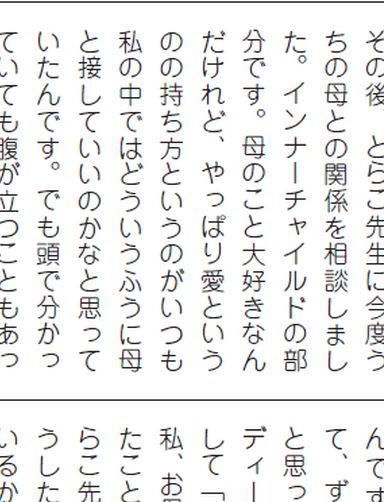 その後、とらこ先生に今度う
ちの母との関係を相談しまし
た。インナーチャイルドの部
分です。母のこと大好きなん
だけれど、やっぱり愛という
のの持ち方というのがいつも
私の中ではどういうふうに母
と接していいのかなと思って
いたんです。でも頭で分かっ
ていても腹が立つこともあっ
んです
て、ず
と思っ
ディー
して「
私、お
たこと
らこ先
うした
いるか